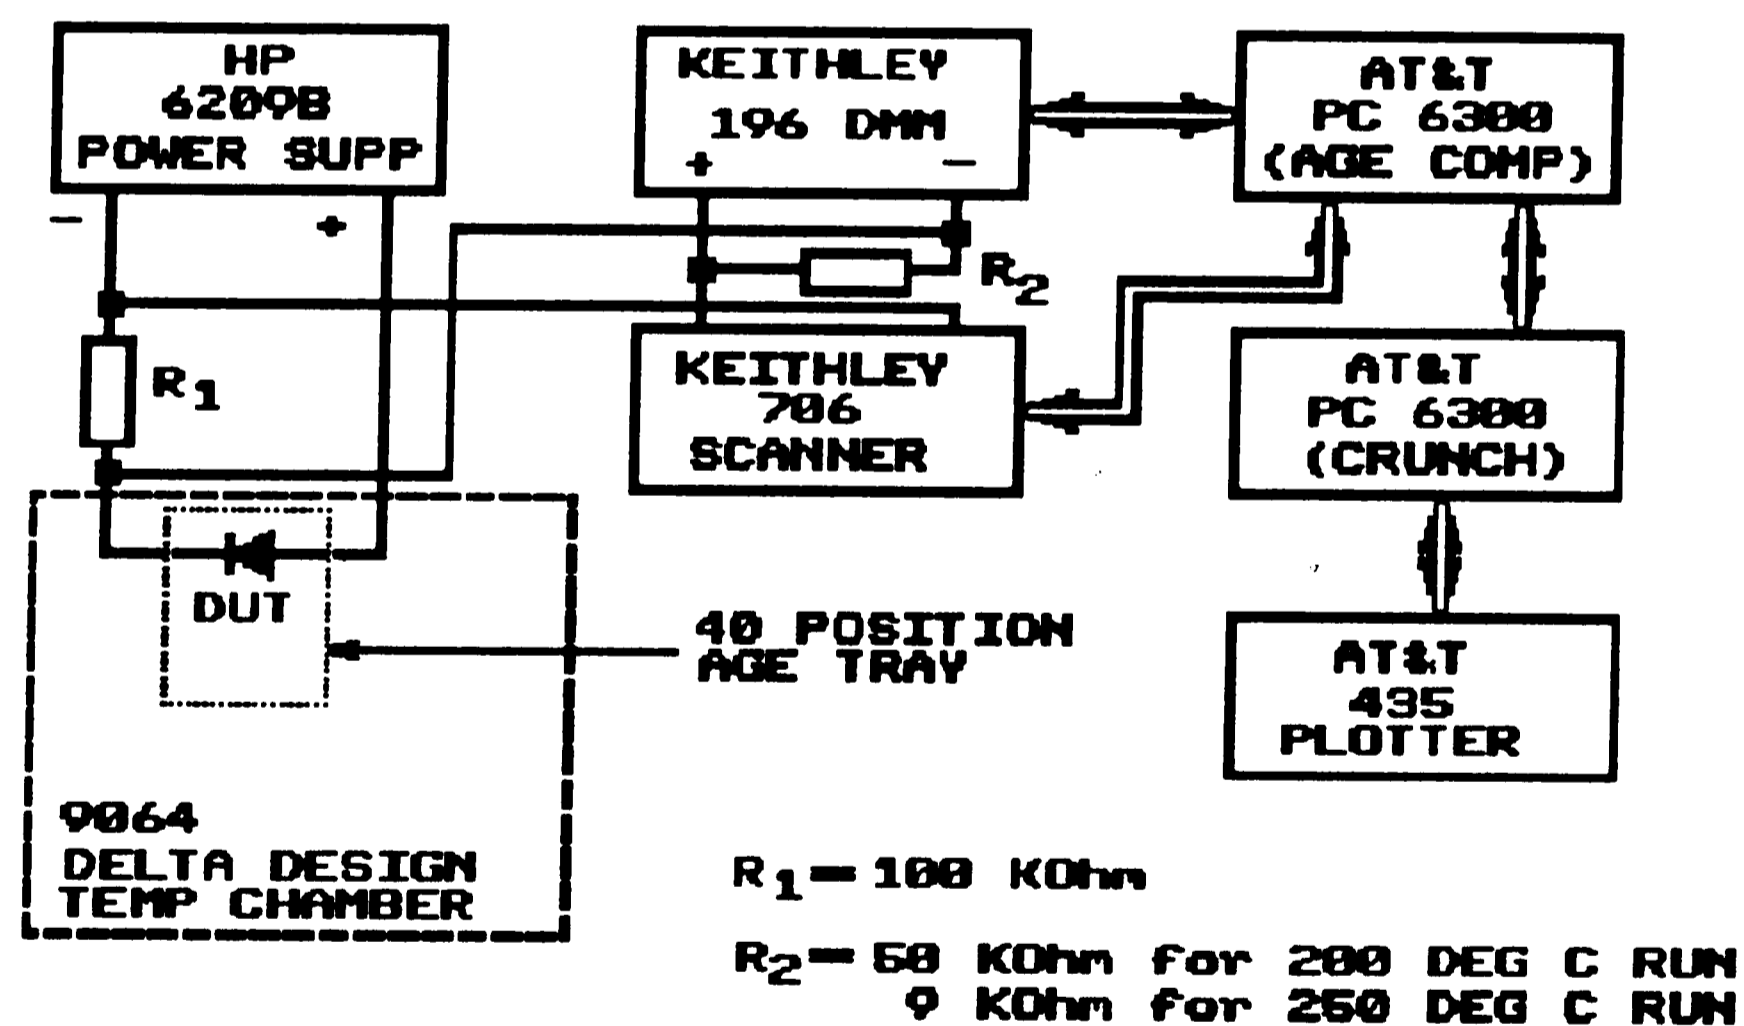 HP
6209B
POWER SUPP
- +
KEITHLEY
196 DMM
+ -
AT&T
PC 6300
(AGE COMP)
R2
R1
KEITHLEY
706
SCANNER
AT&T
PC 6300
(CRUNCH)
DUT
40 POSITION
AGE TRAY
AT&T
435
PLOTTER
9064
DELTA DESIGN
TEMP CHAMBER
R1= 100 KOhm
R2= 50 KOhm for 200 DEG C RUN
9 KOhm for 250 DEG C RUN